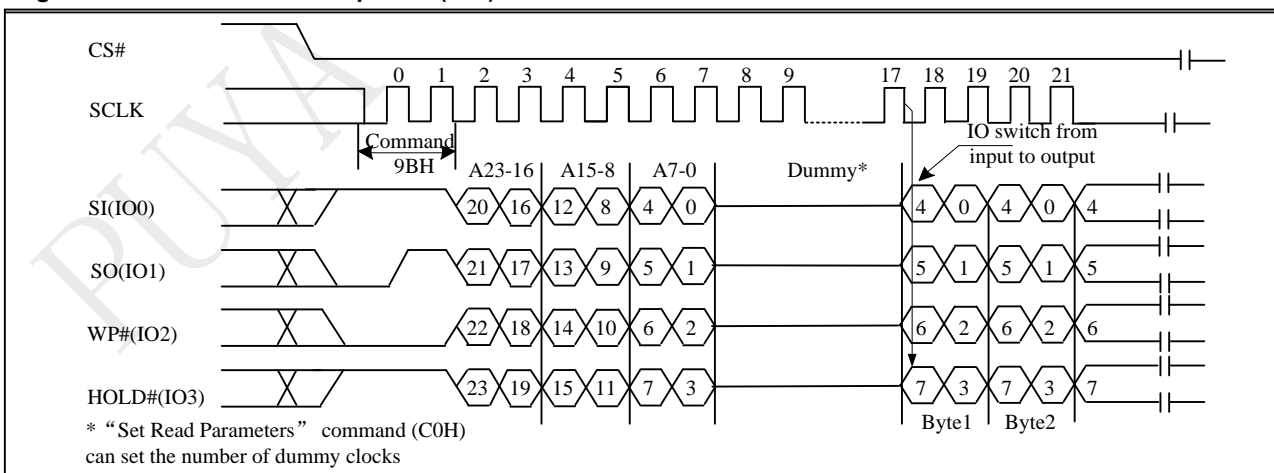 CS#
0 1 2 3 4 5 6 7 8 9 17 18 19 20 21
SCLK
Command
9BH
IO switch from
input to output
A23-16 A15-8 A7-0 Dummy*
SI(IO0) 20 16 12 8 4 0 4 0 4 0 4
SO(IO1) 21 17 13 9 5 1 5 1 5 1 5
WP#(IO2) 22 18 14 10 6 2 6 2 6 2 6
HOLD#(IO3) 23 19 15 11 7 3 7 3 7 3 7
Byte1 Byte2
* “Set Read Parameters” command (C0H)
can set the number of dummy clocks
PUYA